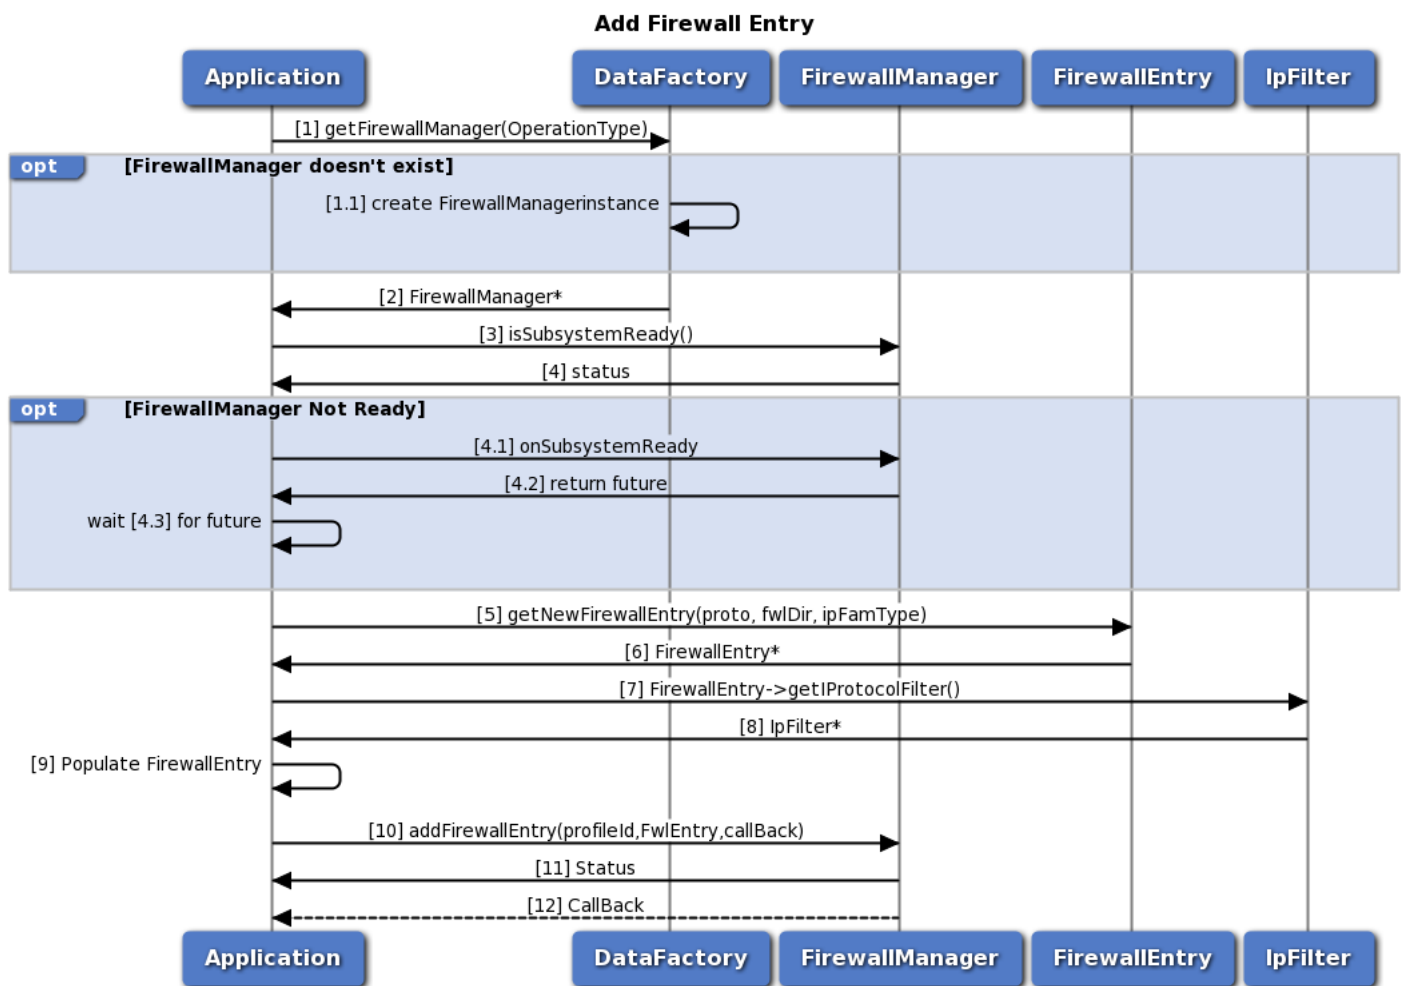 Add Firewall Entry
Application DataFactory FirewallManager FirewallEntry IpFilter
[1] getFirewallManager(OperationType)
opt [FirewallManager doesn't exist]
[1.1] create FirewallManagerinstance
[2] FirewallManager*
[3] isSubsystemReady()
[4] status
opt [FirewallManager Not Ready]
[4.1] onSubsystemReady
[4.2] return future
wait [4.3] for future
[5] getNewFirewallEntry(proto, fwlDir, ipFamType)
[6] FirewallEntry*
[7] FirewallEntry->getIProtocolFilter()
[8] IpFilter*
[9] Populate FirewallEntry
[10] addFirewallEntry(profileId,FwlEntry,callBack)
[11] Status
[12] CallBack
Application DataFactory FirewallManager FirewallEntry IpFilter